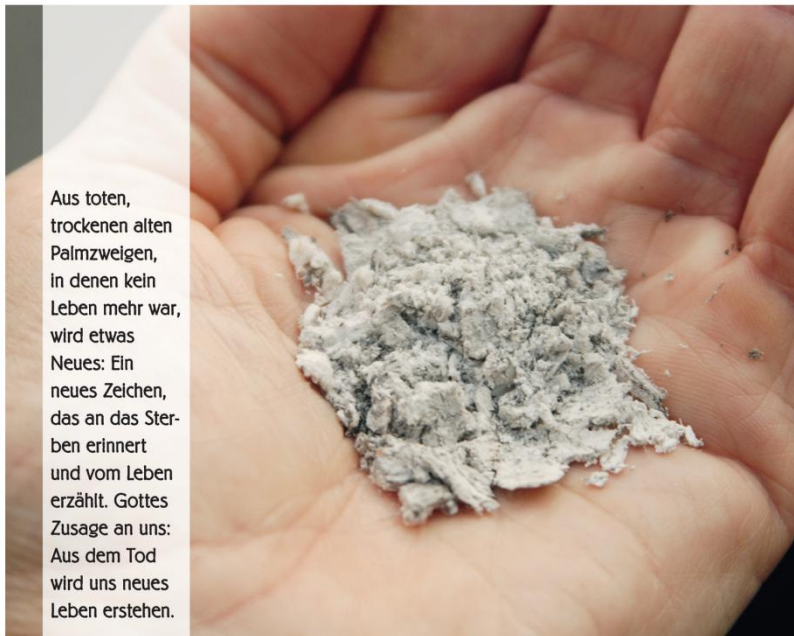 Aus toten,
trockenen alten
Palmzweigen,
in denen kein
Leben mehr war,
wird etwas
Neues: Ein
neues Zeichen,
das an das Ster-
ben erinnert
und vom Leben
erzählt. Gottes
Zusage an uns:
Aus dem Tod
wird uns neues
Leben erstehen.